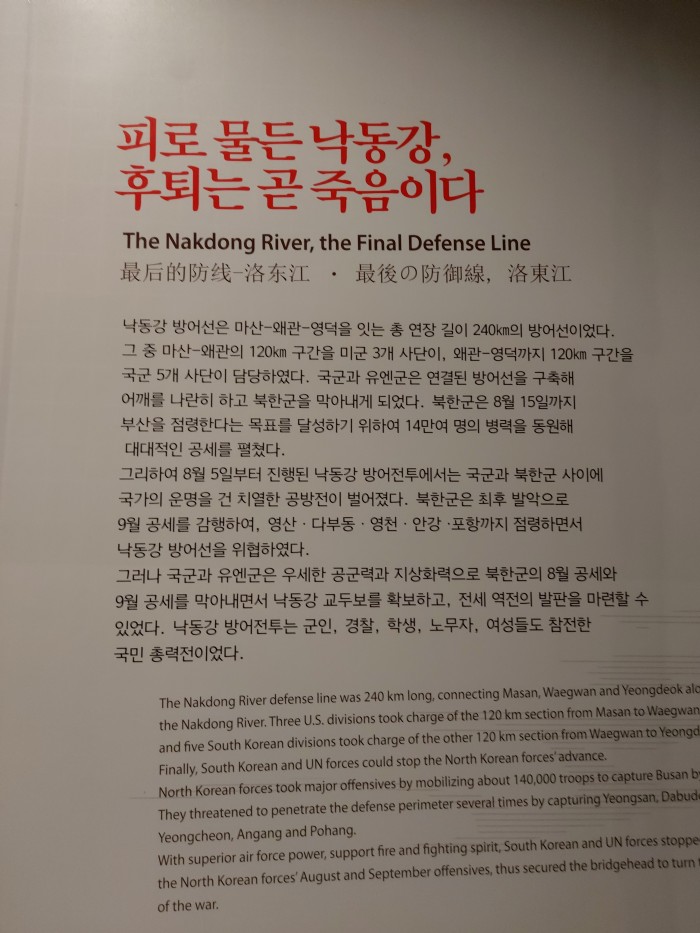 피로 물든 낙동강,
후퇴는 곧 죽음이다
The Nakdong River, the Final Defense Line
最后的防线-洛东江 · 最後の防御線, 洛東江
낙동강 방어선은 마산-왜관-영덕을 잇는 총 연장 길이 240㎞의 방어선이었다.
그 중 마산-왜관의 120㎞ 구간을 미군 3개 사단이, 왜관-영덕까지 120㎞ 구간을
국군 5개 사단이 담당하였다. 국군과 유엔군은 연결된 방어선을 구축해
어깨를 나란히 하고 북한군을 막아내게 되었다. 북한군은 8월 15일까지
부산을 점령한다는 목표를 달성하기 위하여 14만여 명의 병력을 동원해
대대적인 공세를 펼쳤다.
그리하여 8월 5일부터 진행된 낙동강 방어전투에서는 국군과 북한군 사이에
국가의 운명을 건 치열한 공방전이 벌어졌다. 북한군은 최후 발악으로
9월 공세를 감행하여, 영산 · 다부동 · 영천 · 안강 · 포항까지 점령하면서
낙동강 방어선을 위협하였다.
그러나 국군과 유엔군은 우세한 공군력과 지상화력으로 북한군의 8월 공세와
9월 공세를 막아내면서 낙동강 교두보를 확보하고, 전세 역전의 발판을 마련할 수
있었다. 낙동강 방어전투는 군인, 경찰, 학생, 노무자, 여성들도 참전한
국민 총력전이었다.
The Nakdong River defense line was 240 km long, connecting Masan, Waegwan and Yeongdeok
the Nakdong River. Three U.S. divisions took charge of the 120 km section from Masan to Waegwan
and five South Korean divisions took charge of the other 120 km section from Waegwan to
Finally, South Korean and UN forces could stop the North Korean forces' advance.
North Korean forces took major offensives by mobilizing about 140,000 troops to capture Busan
They threatened to penetrate the defense perimeter several times by capturing Yeongsan,
Yeongcheon, Angang and Pohang.
With superior air force power, support fire and fighting spirit, South Korean and UN forces
the North Korean forces' August and September offensives, thus secured the bridgehead to turn
of the war.